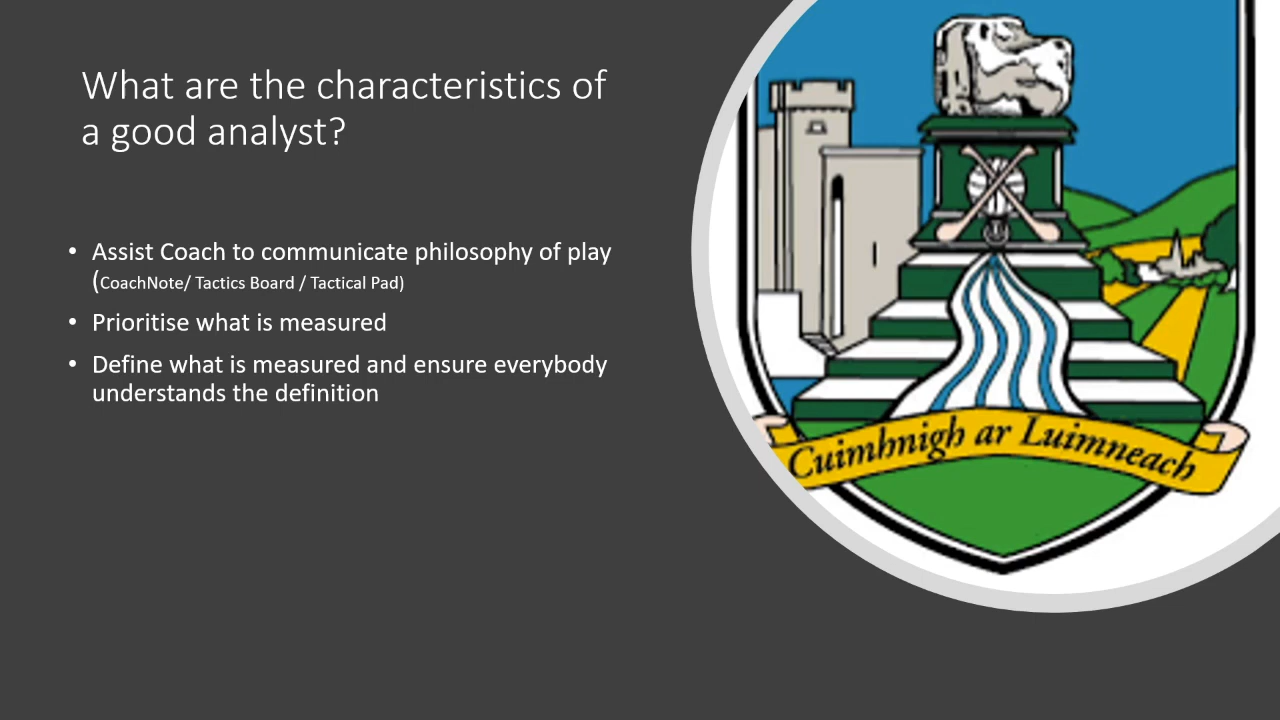 What are the characteristics of
a good analyst?
• Assist Coach to communicate philosophy of play
(CoachNote/ Tactics Board / Tactical Pad)
• Prioritise what is measured
• Define what is measured and ensure everybody
understands the definition
Cuimhnigh ar Luimneach